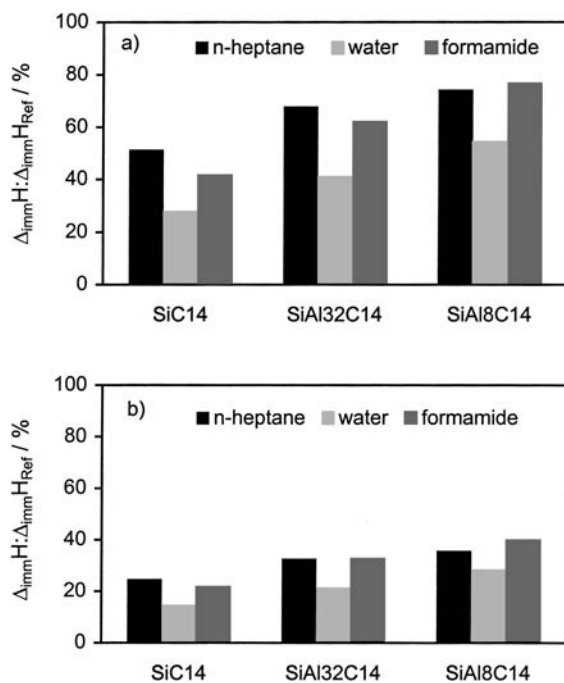 100
a)
n-heptane
water
formamide
80
60
40
20
0
ΔimmH:ΔimmHRef / %
SiC14
SiAl32C14
SiAl8C14
100
b)
n-heptane
water
formamide
80
60
40
20
0
ΔimmH:ΔimmHRef / %
SiC14
SiAl32C14
SiAl8C14